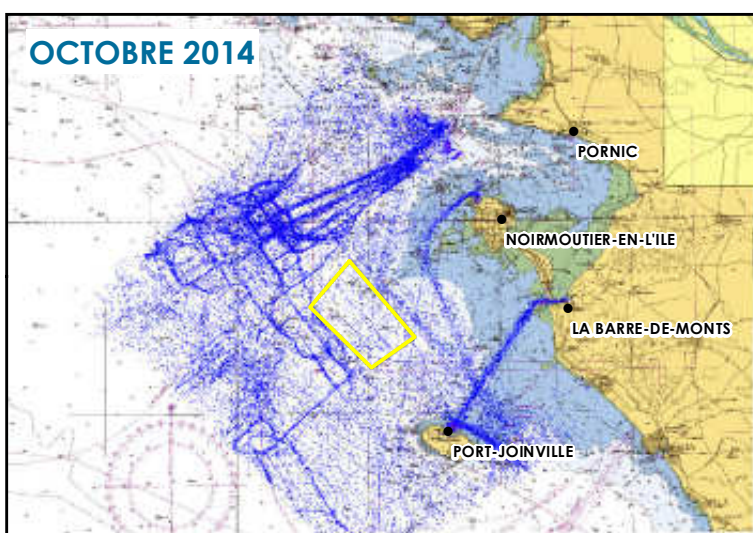 OCTOBRE 2014
PORNIC
NOIRMOUTIER-EN-L'ILE
LA BARRE-DE-MONTS
PORT-JOINVILLE